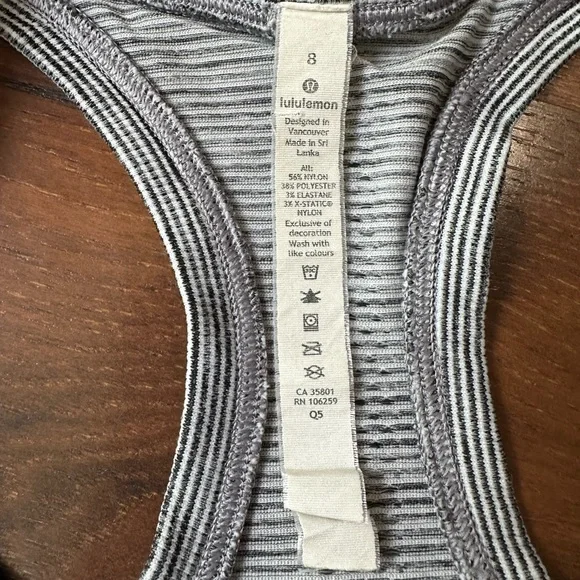 8
lululemon
Designed in
Vancouver
Made in Sri
Lanka
All:
56% NYLON
38% POLYESTER
3% ELASTANE
3% X-STATIC®
NYLON
Exclusive of
decoration
Wash with
like colours
CA 35801
RN 106259
Q5